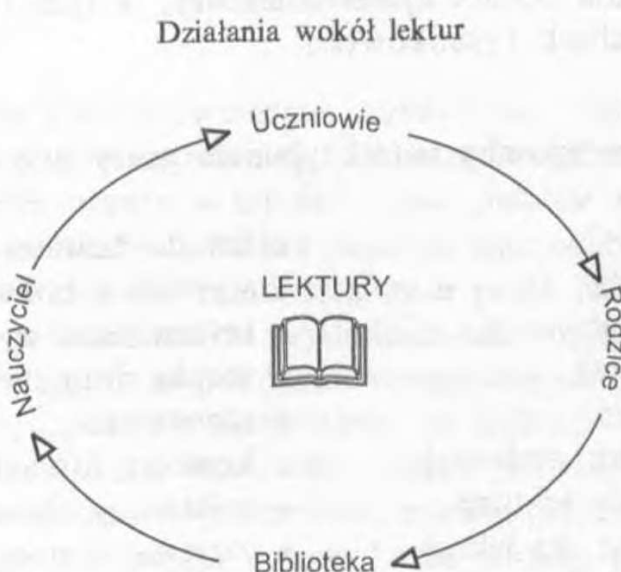 Działania wokół lektur
Uczniowie
LEKTURY
Nauczyciel
Rodzice
Biblioteka